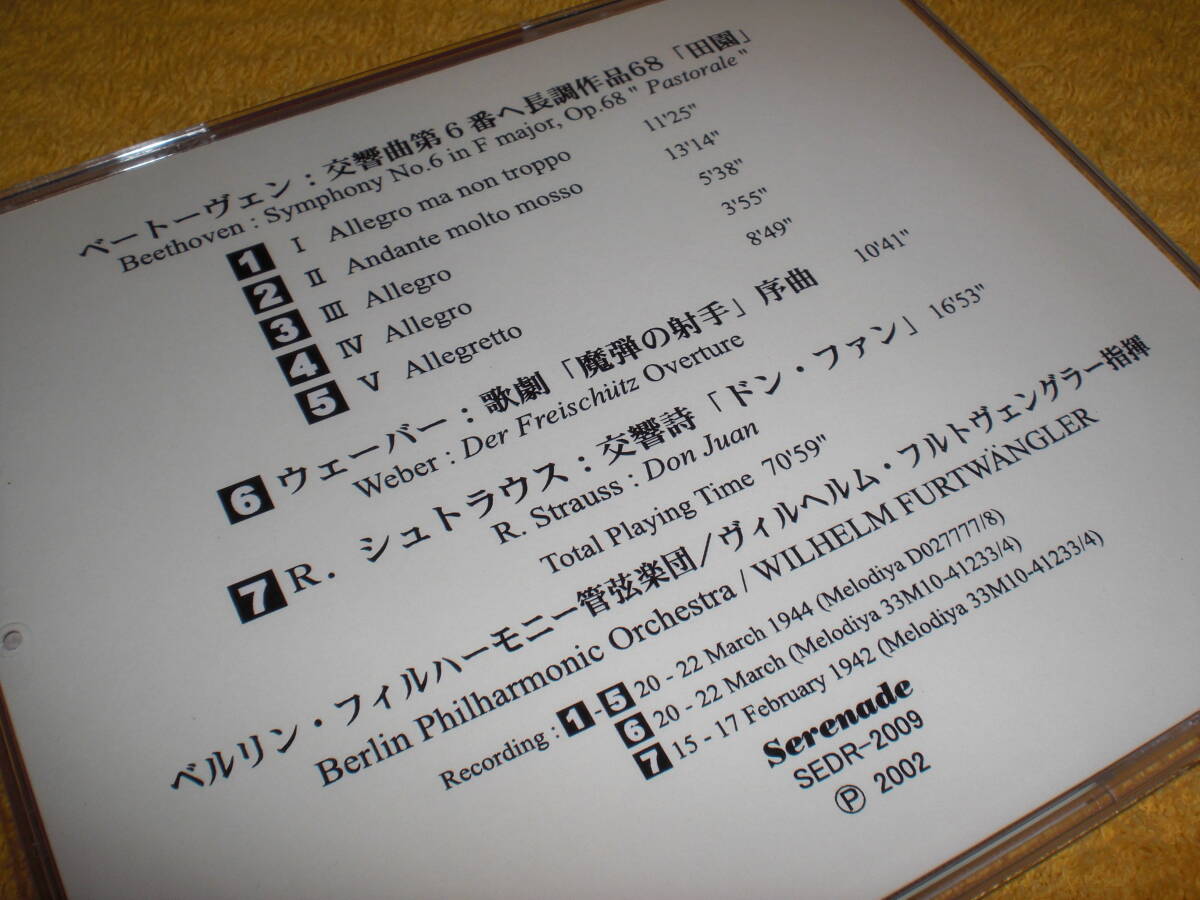 ベートーヴェン：交響曲第６番ヘ長調作品68「田園」
Beethoven : Symphony No.6 in F major, Op.68 " Pastorale "
1 Ⅰ Allegro ma non troppo 11'25"
2 Ⅱ Andante molto mosso 13'14"
3 Ⅲ Allegro 5'38"
4 Ⅳ Allegro 3'55"
5 Ⅴ Allegretto 8'49"
6 ウェーバー：歌劇「魔弾の射手」序曲 10'41"
Weber : Der Freischütz Overture
7 R．シュトラウス：交響詩「ドン・ファン」 16'53"
R. Strauss : Don Juan
Total Playing Time 70'59"
ベルリン・フィルハーモニー管弦楽団／ヴィルヘルム・フルトヴェングラー指揮
Berlin Philharmonic Orchestra / WILHELM FURTWÄNGLER
Recording : 1-5 20 - 22 March 1944 (Melodiya D027777/8)
6 20 - 22 March (Melodiya 33M10-41233/4)
7 15 - 17 February 1942 (Melodiya 33M10-41233/4)
Serenade
SEDR-2009
Ⓟ 2002